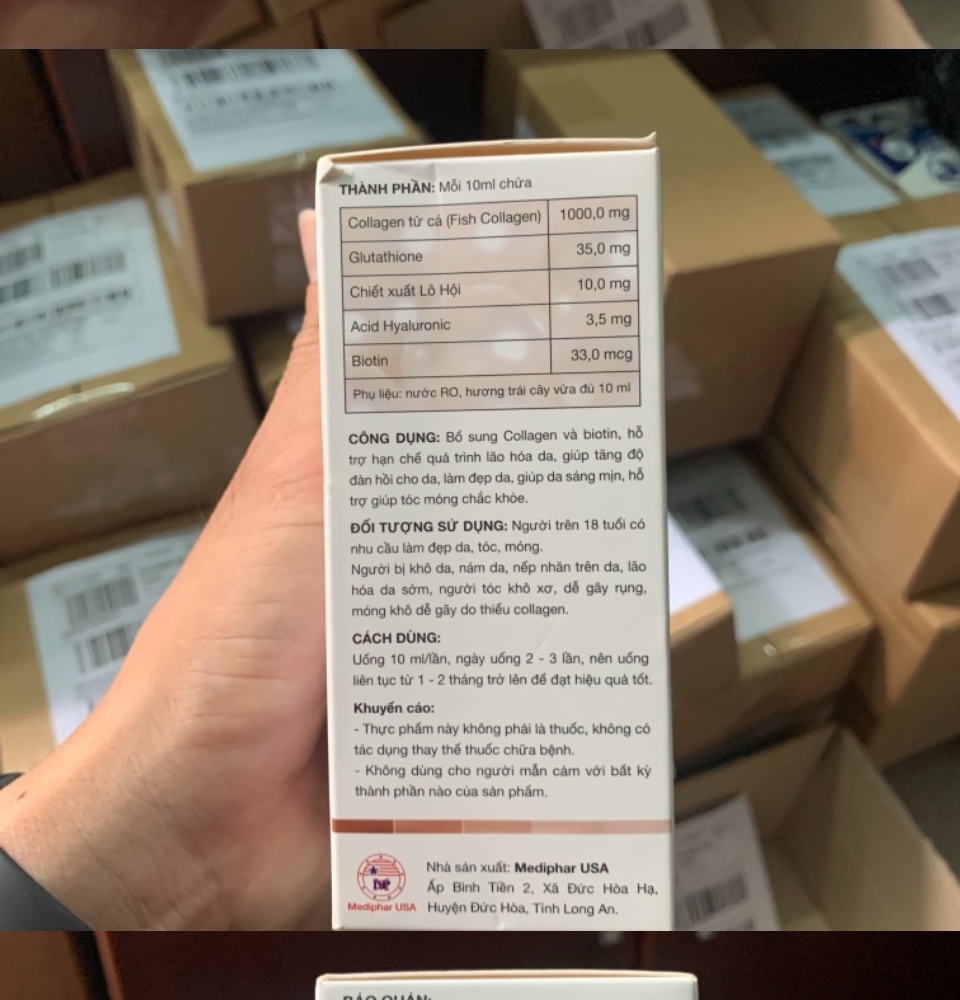 THÀNH PHẦN: Mỗi 10ml chứa
Collagen từ cá (Fish Collagen) 1000,0 mg
Glutathione 35,0 mg
Chiết xuất Lô Hội 10,0 mg
Acid Hyaluronic 3,5 mg
Biotin 33,0 mcg
Phụ liệu: nước RO, hương trái cây vừa đủ 10 ml
CÔNG DỤNG: Bổ sung Collagen và biotin, hỗ
trợ hạn chế quá trình lão hóa da, giúp tăng độ
đàn hồi cho da, làm đẹp da, giúp da sáng mịn, hỗ
trợ giúp tóc móng chắc khỏe.
ĐỐI TƯỢNG SỬ DỤNG: Người trên 18 tuổi có
nhu cầu làm đẹp da, tóc, móng.
Người bị khô da, nám da, nếp nhăn trên da, lão
hóa da sớm, người tóc khô xơ, dễ gãy rụng,
móng khô dễ gãy do thiếu collagen.
CÁCH DÙNG:
Uống 10 ml/lần, ngày uống 2 - 3 lần, nên uống
liên tục từ 1 - 2 tháng trở lên để đạt hiệu quả tốt.
Khuyến cáo:
- Thực phẩm này không phải là thuốc, không có
tác dụng thay thế thuốc chữa bệnh.
- Không dùng cho người mẫn cảm với bất kỳ
thành phần nào của sản phẩm.
Nhà sản xuất: Mediphar USA
Ấp Bình Tiền 2, Xã Đức Hòa Hạ,
Mediphar USA Huyện Đức Hòa, Tỉnh Long An.
BẢO QUẢN: